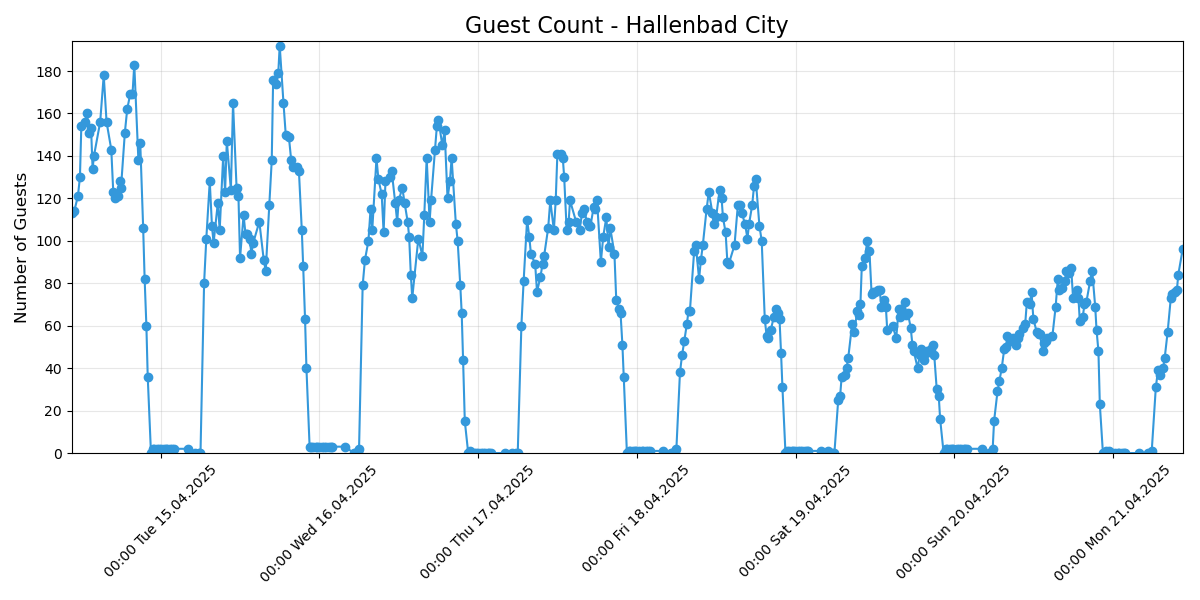 Guest Count - Hallenbad City
Number of Guests
180
160
140
120
100
80
60
40
20
0
00:00 Tue 15.04.2025
00:00 Wed 16.04.2025
00:00 Thu 17.04.2025
00:00 Fri 18.04.2025
00:00 Sat 19.04.2025
00:00 Sun 20.04.2025
00:00 Mon 21.04.2025